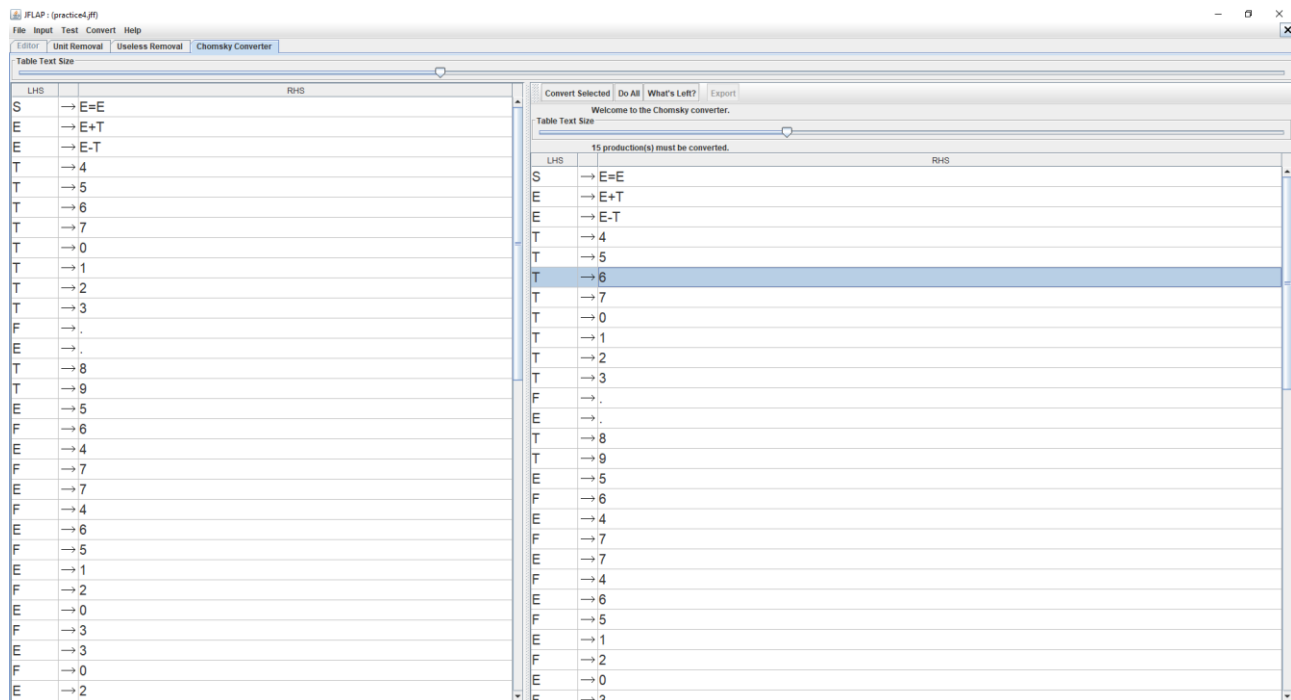 JFLAP : (practice4.jff)
File Input Test Convert Help
Editor Unit Removal Useless Removal Chomsky Converter
Table Text Size
LHS RHS
S → E=E
E → E+T
E → E-T
T → 4
T → 5
T → 6
T → 7
T → 0
T → 1
T → 2
T → 3
F → .
E → .
T → 8
T → 9
E → 5
F → 6
E → 4
F → 7
E → 7
F → 4
E → 6
F → 5
E → 1
F → 2
E → 0
F → 3
E → 3
F → 0
E → 2
Convert Selected Do All What's Left? Export
Welcome to the Chomsky converter.
Table Text Size
15 production(s) must be converted.
LHS RHS
S → E=E
E → E+T
E → E-T
T → 4
T → 5
T → 6
T → 7
T → 0
T → 1
T → 2
T → 3
F → .
E → .
T → 8
T → 9
E → 5
F → 6
E → 4
F → 7
E → 7
F → 4
E → 6
F → 5
E → 1
F → 2
E → 0
F → 3